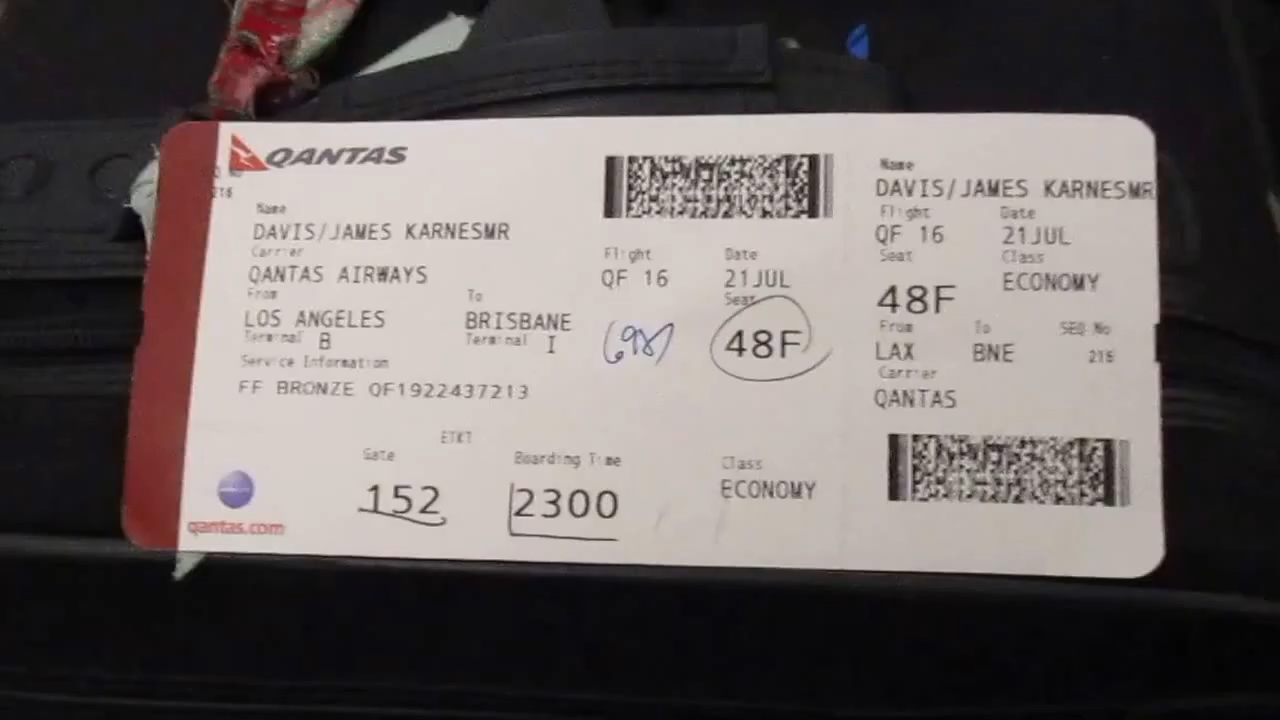 QANTAS
216
Name
DAVIS/JAMES KARNESMR
Carrier
QANTAS AIRWAYS
From To
LOS ANGELES BRISBANE
Terminal B Terminal I
Service Information
FF BRONZE QF1922437213
Flight Date
QF 16 21JUL
Seat
48F
ETKT
Gate Boarding Time Class
152 2300 ECONOMY
qantas.com
Name
DAVIS/JAMES KARNESMR
Flight Date
QF 16 21JUL
Seat Class
48F ECONOMY
From To SEQ No
LAX BNE 216
Carrier
QANTAS